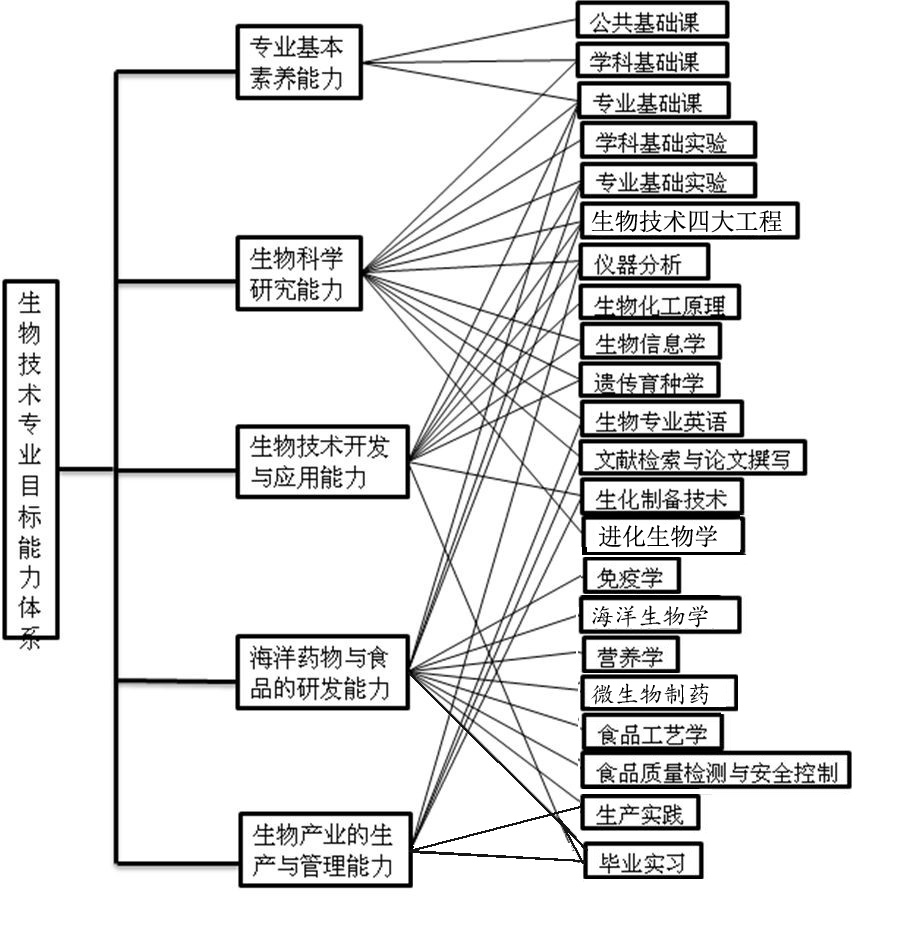 生物技术专业目标能力体系
专业基本
素养能力
生物科学
研究能力
生物技术开发
与应用能力
海洋药物与食
品的研发能力
生物产业的生
产与管理能力
公共基础课
学科基础课
专业基础课
学科基础实验
专业基础实验
生物技术四大工程
仪器分析
生物化工原理
生物信息学
遗传育种学
生物专业英语
文献检索与论文撰写
生化制备技术
进化生物学
免疫学
海洋生物学
营养学
微生物制药
食品工艺学
食品质量检测与安全控制
生产实践
毕业实习